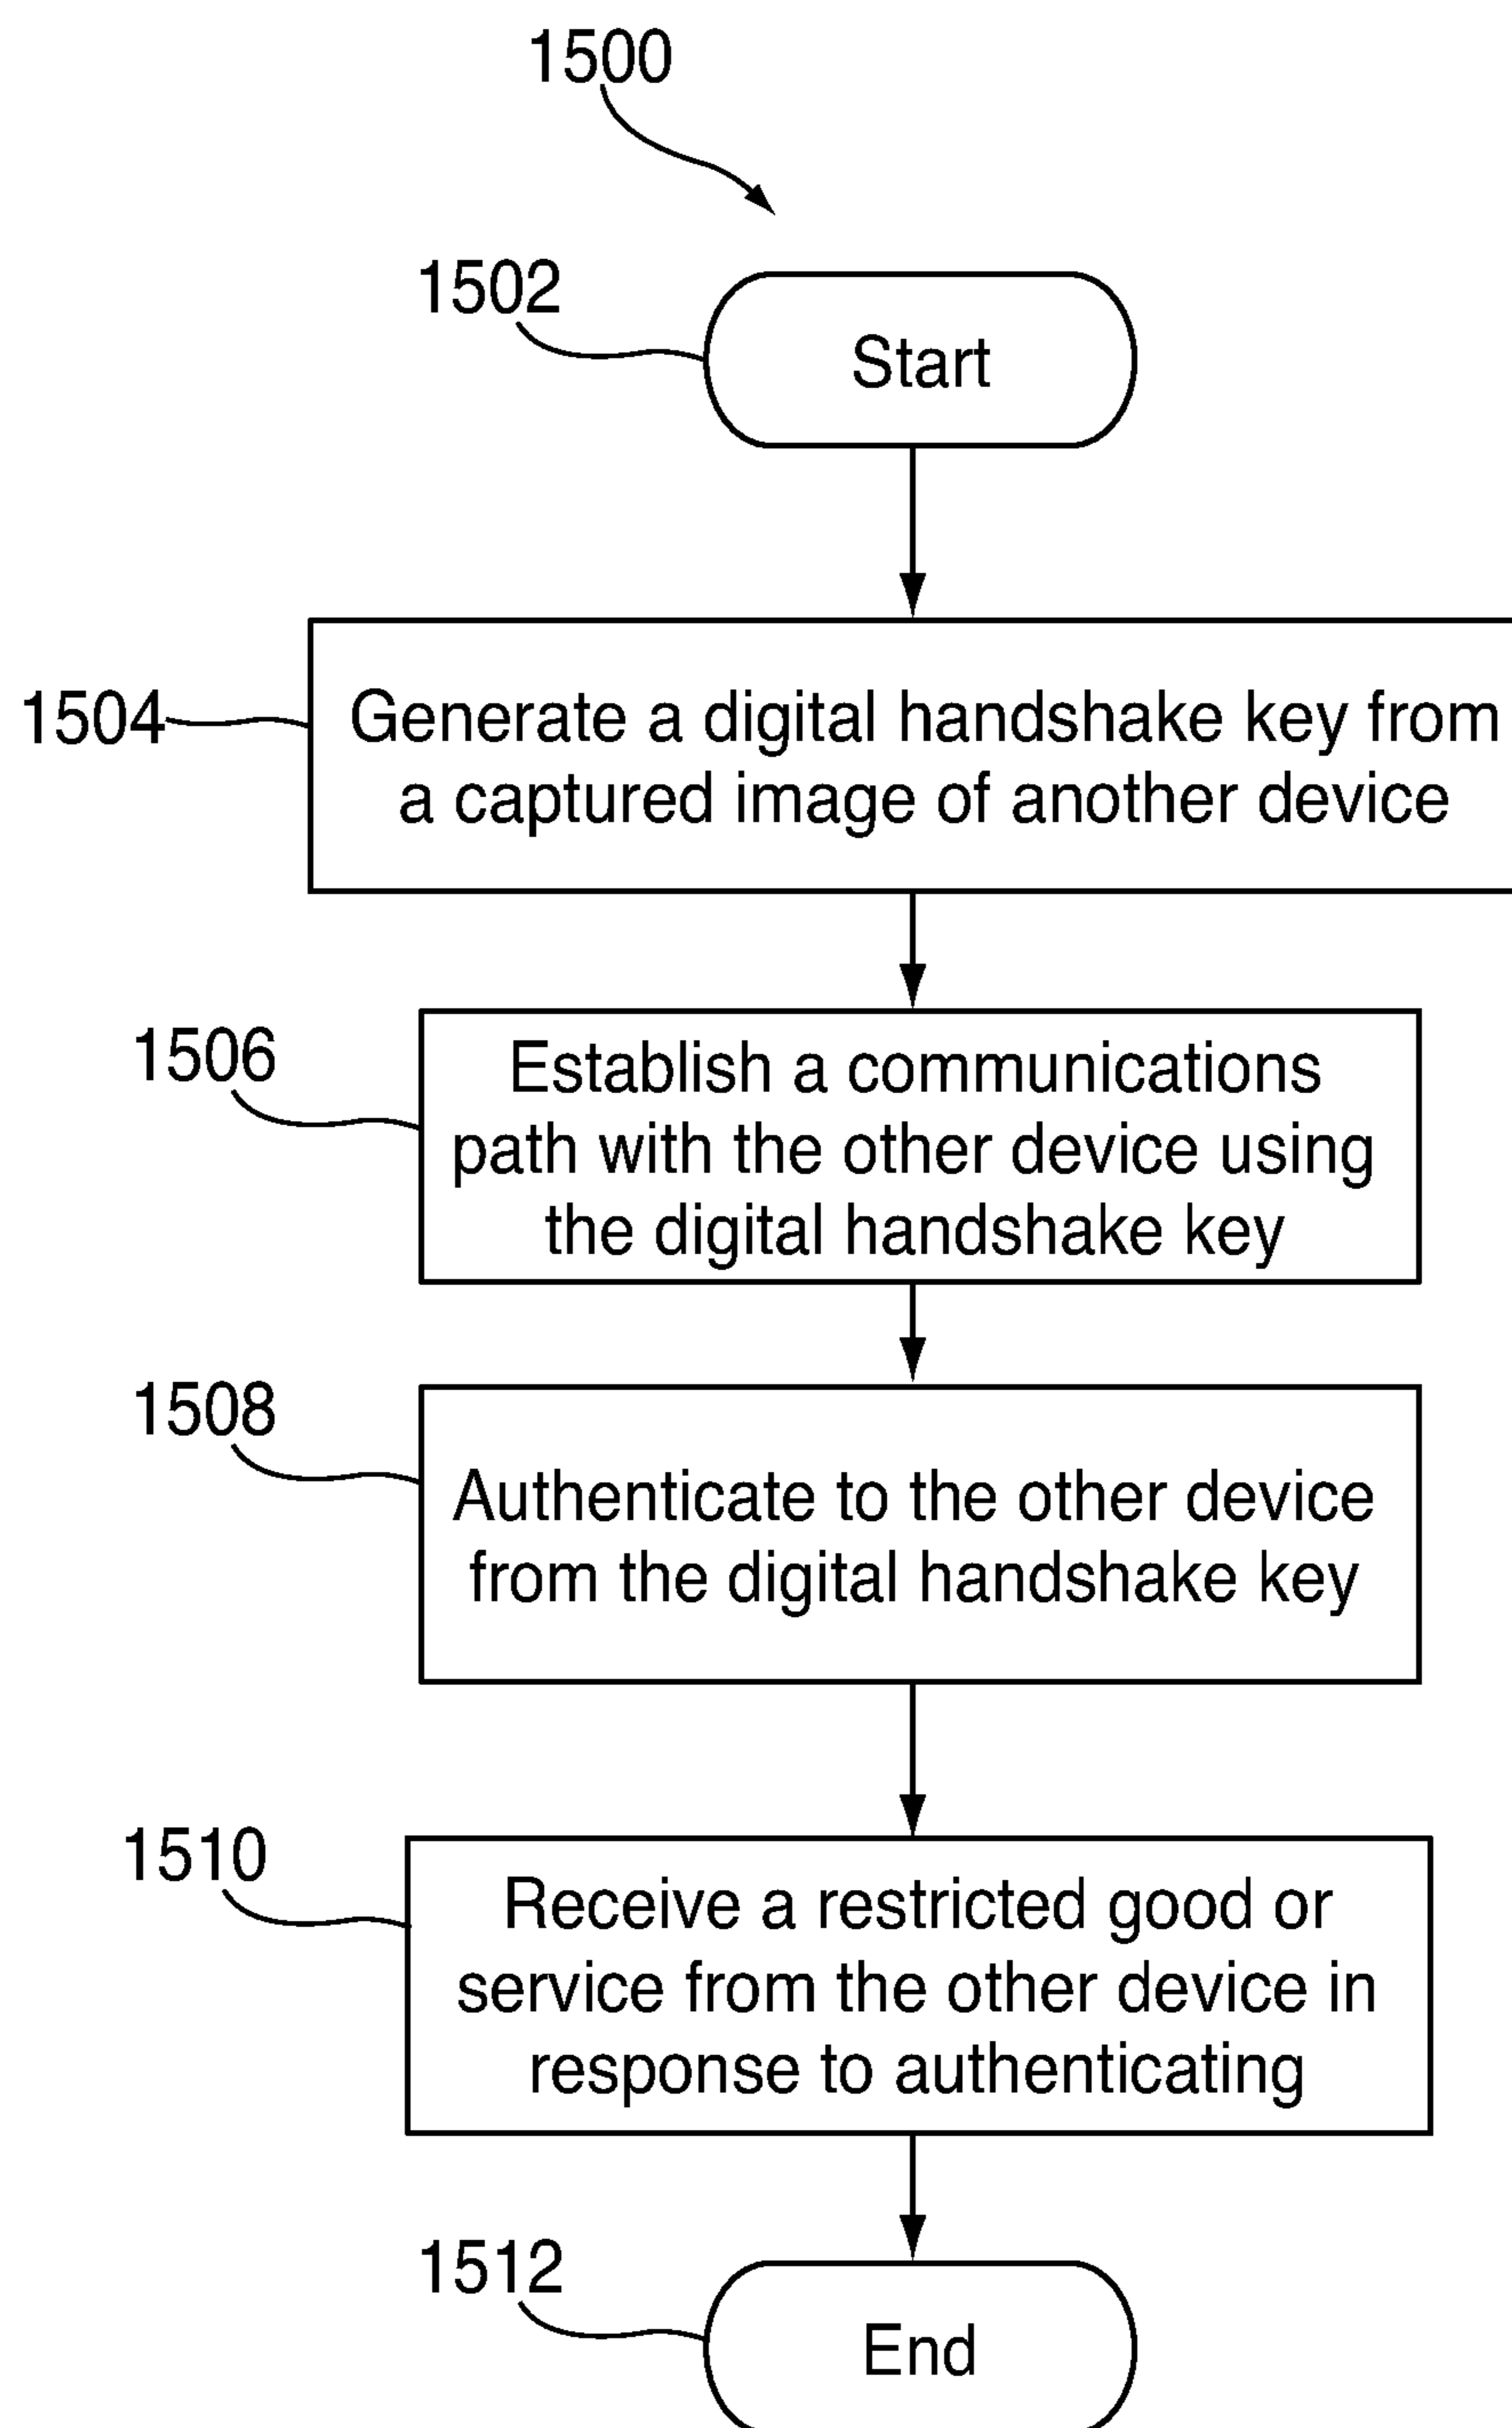 1500
1502
Start
1504
Generate a digital handshake key from
a captured image of another device
1506
Establish a communications
path with the other device using
the digital handshake key
1508
Authenticate to the other device
from the digital handshake key
1510
Receive a restricted good or
service from the other device in
response to authenticating
1512
End